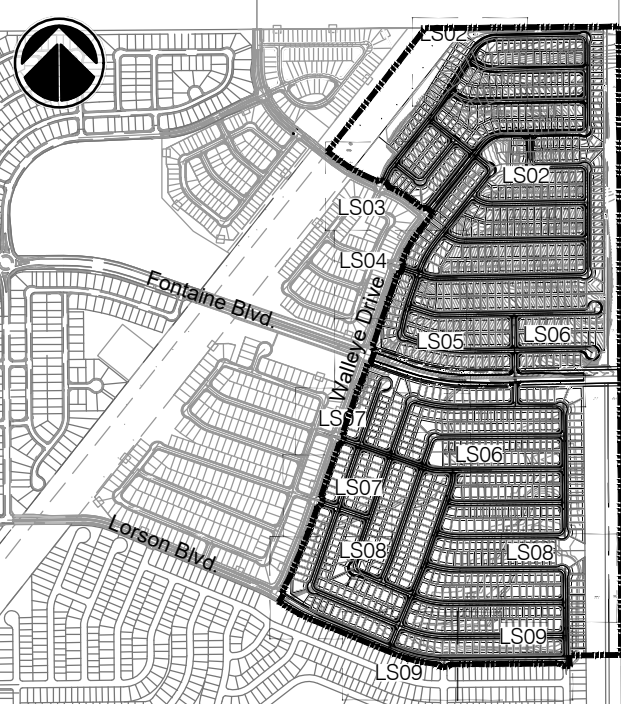 LS02
LS02
LS03
LS04
Fontaine Blvd.
Walleye Drive
LS05
LS06
LS07
LS06
LS07
LS08
LS08
Lorson Blvd.
LS09
LS09